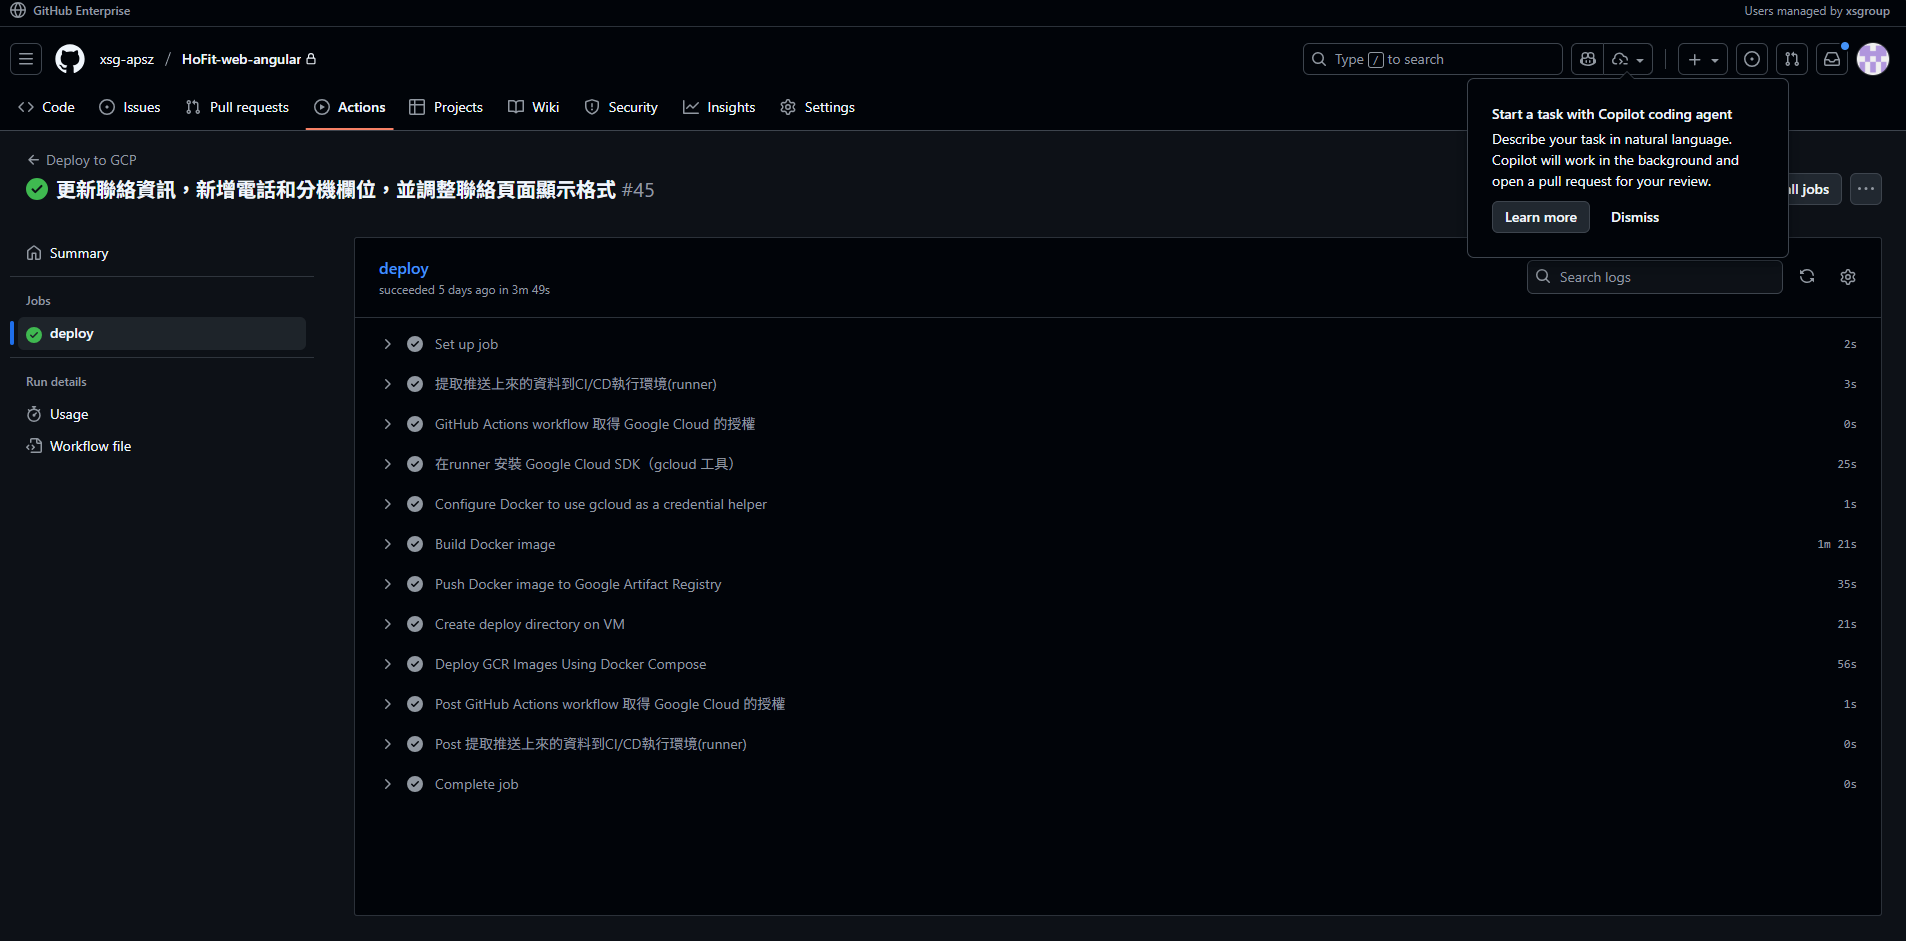 GitHub Enterprise
Users managed by xsgroup
xsg-apsz / HoFit-web-angular
Type / to search
Code
Issues
Pull requests
Actions
Projects
Wiki
Security
Insights
Settings
Start a task with Copilot coding agent
Describe your task in natural language.
Copilot will work in the background and
open a pull request for your review.
Learn more
Dismiss
Deploy to GCP
更新聯絡資訊，新增電話和分機欄位，並調整聯絡頁面顯示格式 #45
jobs
Summary
Jobs
deploy
Run details
Usage
Workflow file
deploy
succeeded 5 days ago in 3m 49s
Search logs
Set up job 2s
提取推送上來的資料到CI/CD執行環境(runner) 3s
GitHub Actions workflow 取得 Google Cloud 的授權 0s
在runner 安裝 Google Cloud SDK（gcloud 工具） 25s
Configure Docker to use gcloud as a credential helper 1s
Build Docker image 1m 21s
Push Docker image to Google Artifact Registry 35s
Create deploy directory on VM 21s
Deploy GCR Images Using Docker Compose 56s
Post GitHub Actions workflow 取得 Google Cloud 的授權 1s
Post 提取推送上來的資料到CI/CD執行環境(runner) 0s
Complete job 0s